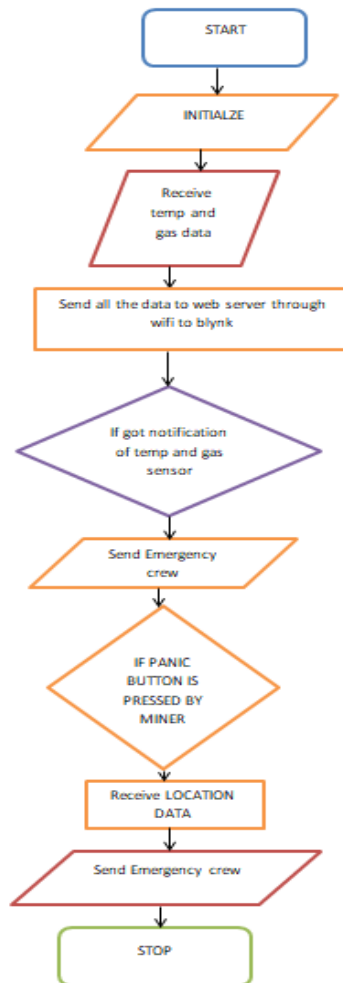 START
INITIALZE
Receive
temp and
gas data
Send all the data to web server through
wifi to blynk
If got notification
of temp and gas
sensor
Send Emergency
crew
IF PANIC
BUTTON IS
PRESSED BY
MINER
Receive LOCATION
DATA
Send Emergency crew
STOP